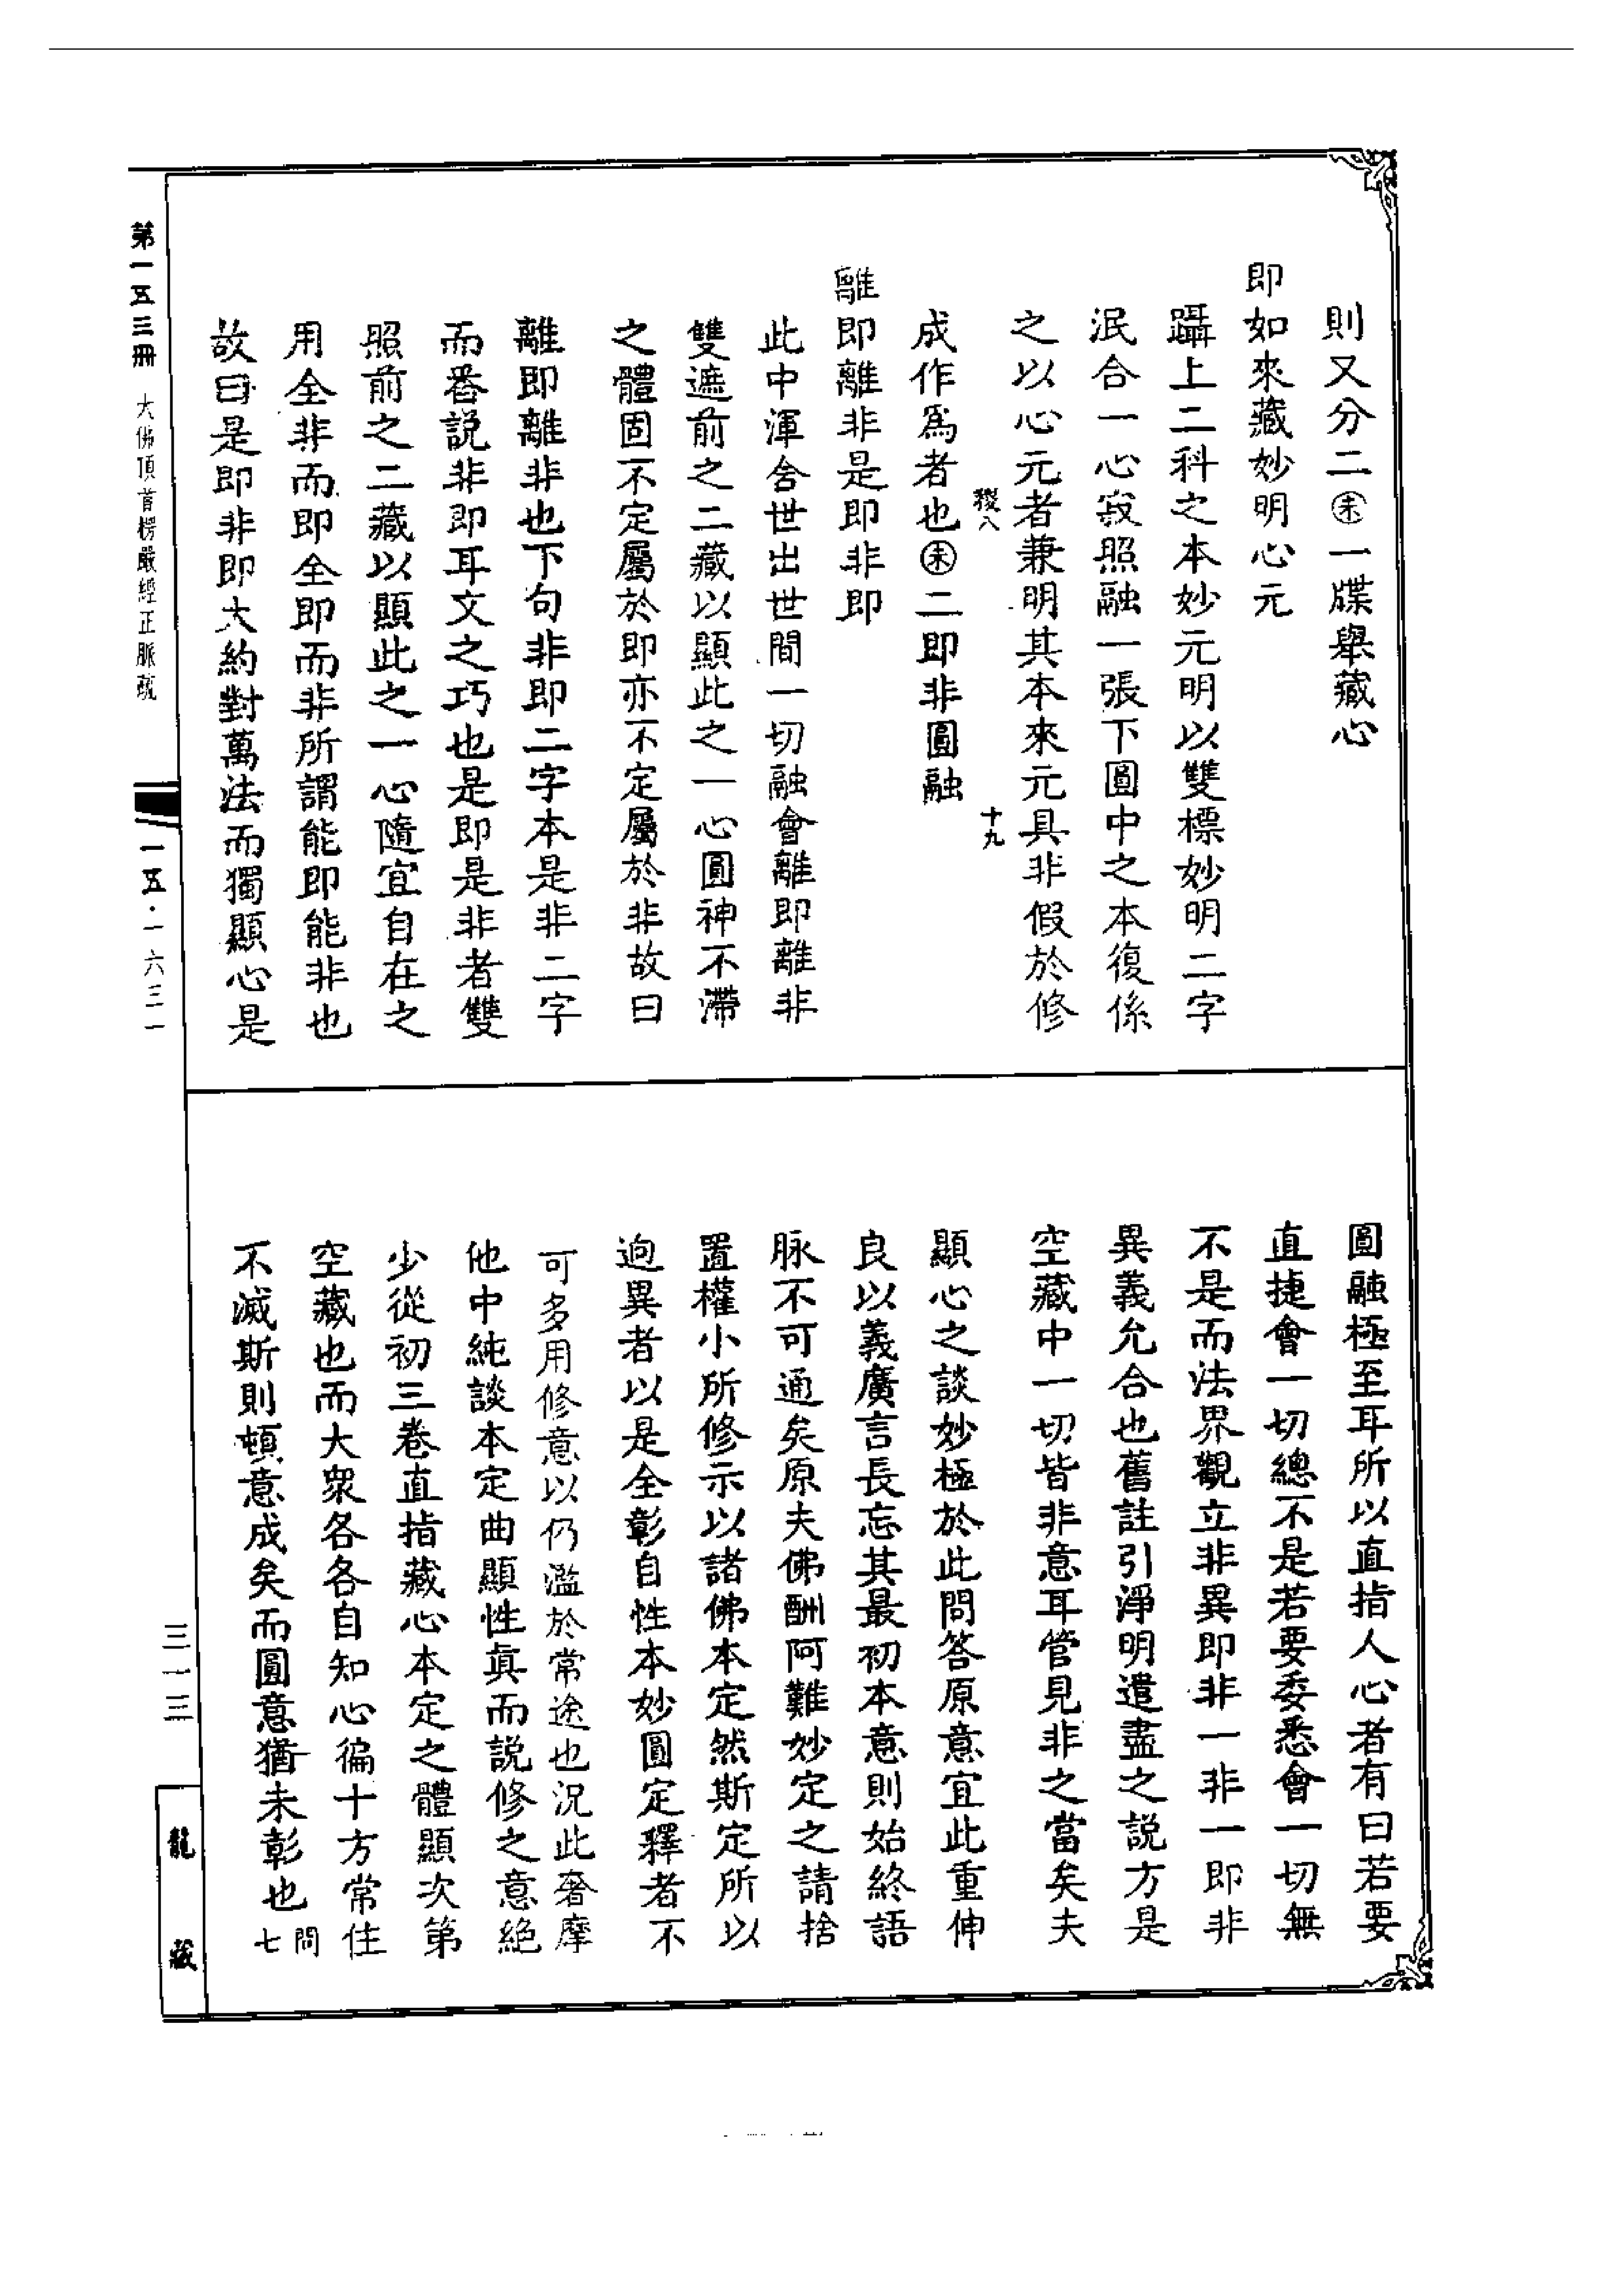 則又分二㊍一牒舉藏心
即如來藏妙明心元
躡上二科之本妙元明以雙標妙明二字
泯合一心寂照融一張下圓中之本復係
之以心元者兼明其本來元具非假於修
稷八
十九
成作爲者也㊍二即非圓融
離即離非是即非即
此中渾含世出世間一切融會離即離非
雙遮前之二藏以顯此之一心圓神不滯
之體固不定屬於即亦不定屬於非故曰
離即離非也下句非即二字本是非二字
而番説非即耳文之巧也是即是非者雙
照前之二藏以顯此之一心隨宜自在之
用全非而即全即而非所謂能即能非也
故曰是即非即大約對萬法而獨顯心是
圓融極至耳所以直指人心者有曰若要
直捷會一切總不是若要委悉會一切無
不是而法界觀立非異即非一非一即非
異義允合也舊註引淨明遣盡之説方是
空藏中一切皆非意耳管見非之當矣夫
顯心之談妙極於此問答原意宜此重伸
良以義廣言長忘其最初本意則始終語
脉不可通矣原夫佛酬阿難妙定之請捨
置權小所修示以諸佛本定然斯定所以
逈異者以是全彰自性本妙圓定釋者不
可多用修意以仍濫於常途也況此奢摩
他中純談本定曲顯性真而説修之意絶
少從初三卷直指藏心本定之體顯次第
空藏也而大衆各各自知心徧十方常住
不滅斯則頓意成矣而圓意猶未彰也問
七
第一五三冊 大佛頂首楞嚴經正脈疏
一五·一六三一
三一三
龍藏